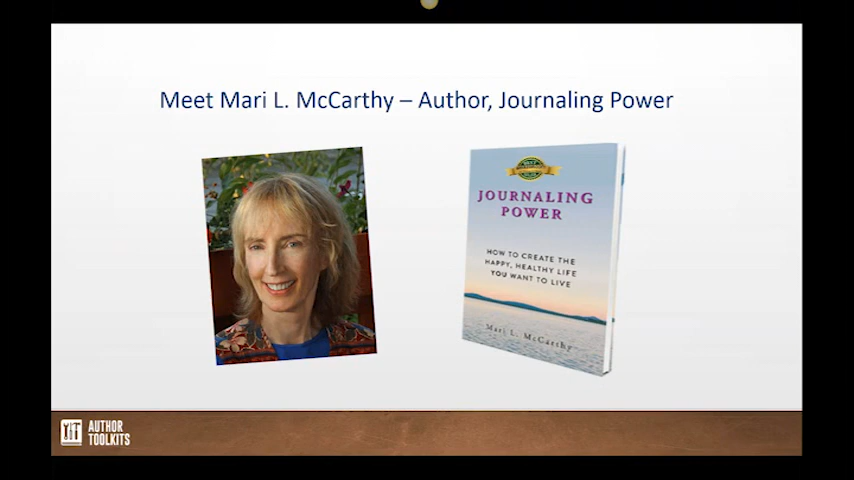 Meet Mari L. McCarthy – Author, Journaling Power
JOURNALING
POWER
HOW TO CREATE THE
HAPPY, HEALTHY LIFE
YOU WANT TO LIVE
Mari L. McCarthy
AUTHOR
TOOLKITS